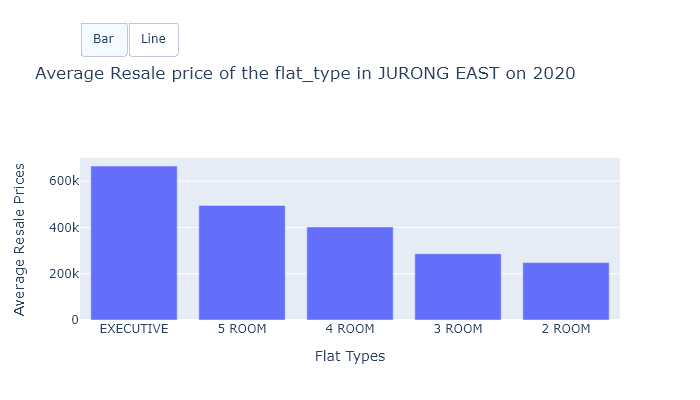 Bar Line
Average Resale price of the flat_type in JURONG EAST on 2020
Average Resale Prices
600k
400k
200k
0
EXECUTIVE 5 ROOM 4 ROOM 3 ROOM 2 ROOM
Flat Types